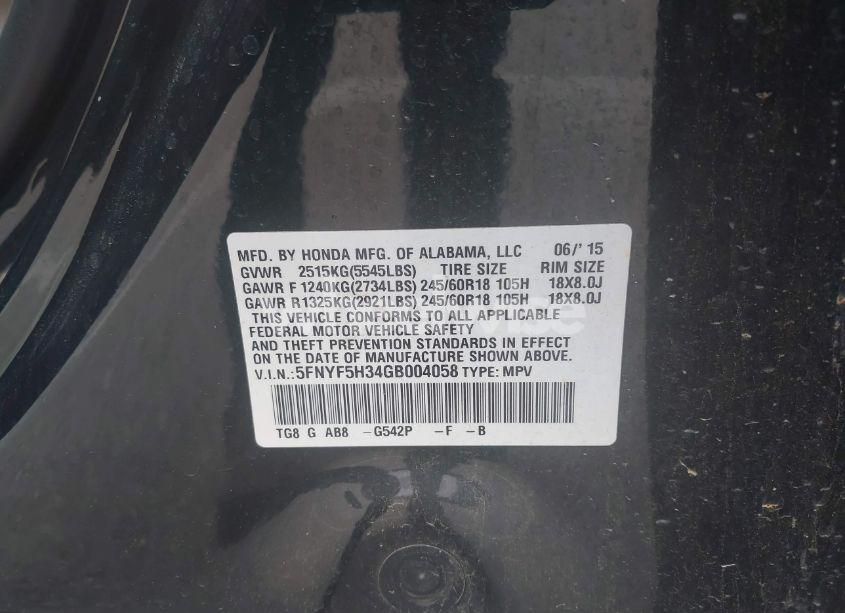 MFD. BY HONDA MFG. OF ALABAMA, LLC 06/'15
GVWR 2515KG(5545LBS) TIRE SIZE RIM SIZE
GAWR F 1240KG(2734LBS) 245/60R18 105H 18X8.0J
GAWR R1325KG(2921LBS) 245/60R18 105H 18X8.0J
THIS VEHICLE CONFORMS TO ALL APPLICABLE
FEDERAL MOTOR VEHICLE SAFETY
AND THEFT PREVENTION STANDARDS IN EFFECT
ON THE DATE OF MANUFACTURE SHOWN ABOVE.
V.I.N.:5FNYF5H34GB004058 TYPE: MPV
TG8 G AB8 -G542P -F -B